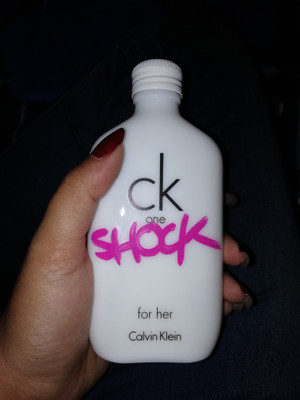 ck
one
SHOCK
for her
Calvin Klein